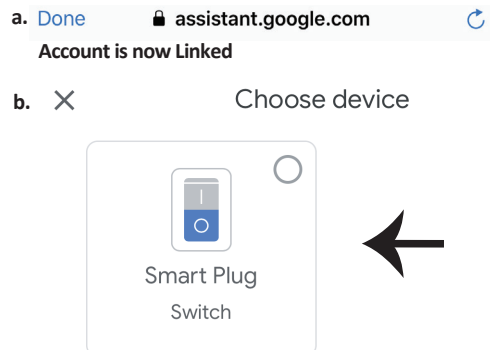 a. Done assistant.google.com
Account is now Linked
b. Choose device
Smart Plug
Switch